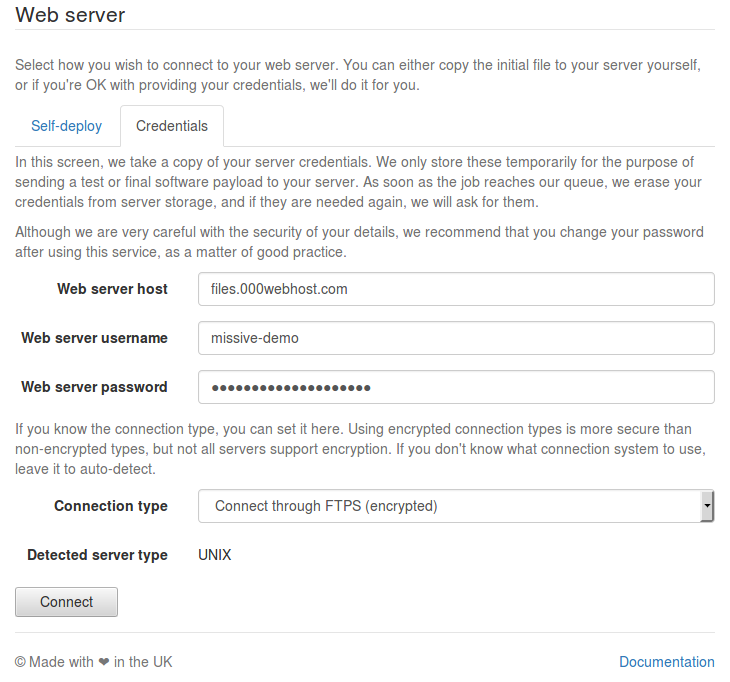 Web server
Select how you wish to connect to your web server. You can either copy the initial file to your server yourself,
or if you're OK with providing your credentials, we'll do it for you.
Self-deploy Credentials
In this screen, we take a copy of your server credentials. We only store these temporarily for the purpose of
sending a test or final software payload to your server. As soon as the job reaches our queue, we erase your
credentials from server storage, and if they are needed again, we will ask for them.
Although we are very careful with the security of your details, we recommend that you change your password
after using this service, as a matter of good practice.
Web server host files.000webhost.com
Web server username missive-demo
Web server password ●●●●●●●●●●●●●●●●●●●●
If you know the connection type, you can set it here. Using encrypted connection types is more secure than
non-encrypted types, but not all servers support encryption. If you don't know what connection system to use,
leave it to auto-detect.
Connection type Connect through FTPS (encrypted)
Detected server type UNIX
Connect
© Made with ❤ in the UK Documentation